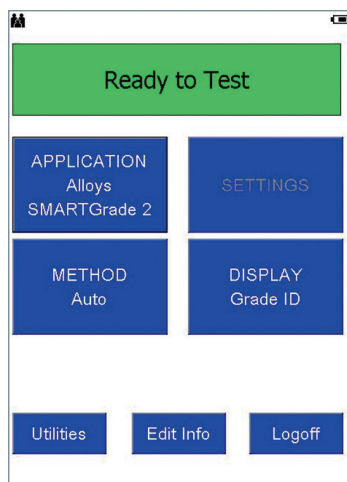 Ready to Test
APPLICATION
Alloys
SMARTGrade 2
SETTINGS
METHOD
Auto
DISPLAY
Grade ID
Utilities
Edit Info
Logoff